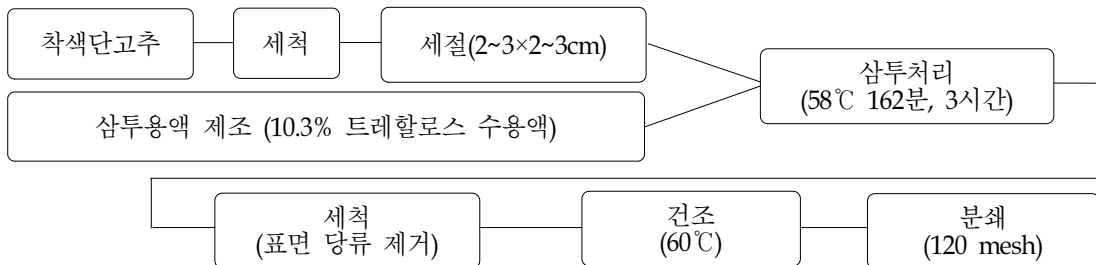 착색단고추
세척
세절(2~3×2~3cm)
삼투용액 제조 (10.3% 트레할로스 수용액)
삼투처리
(58℃ 162분, 3시간)
세척
(표면 당류 제거)
건조
(60℃)
분쇄
(120 mesh)